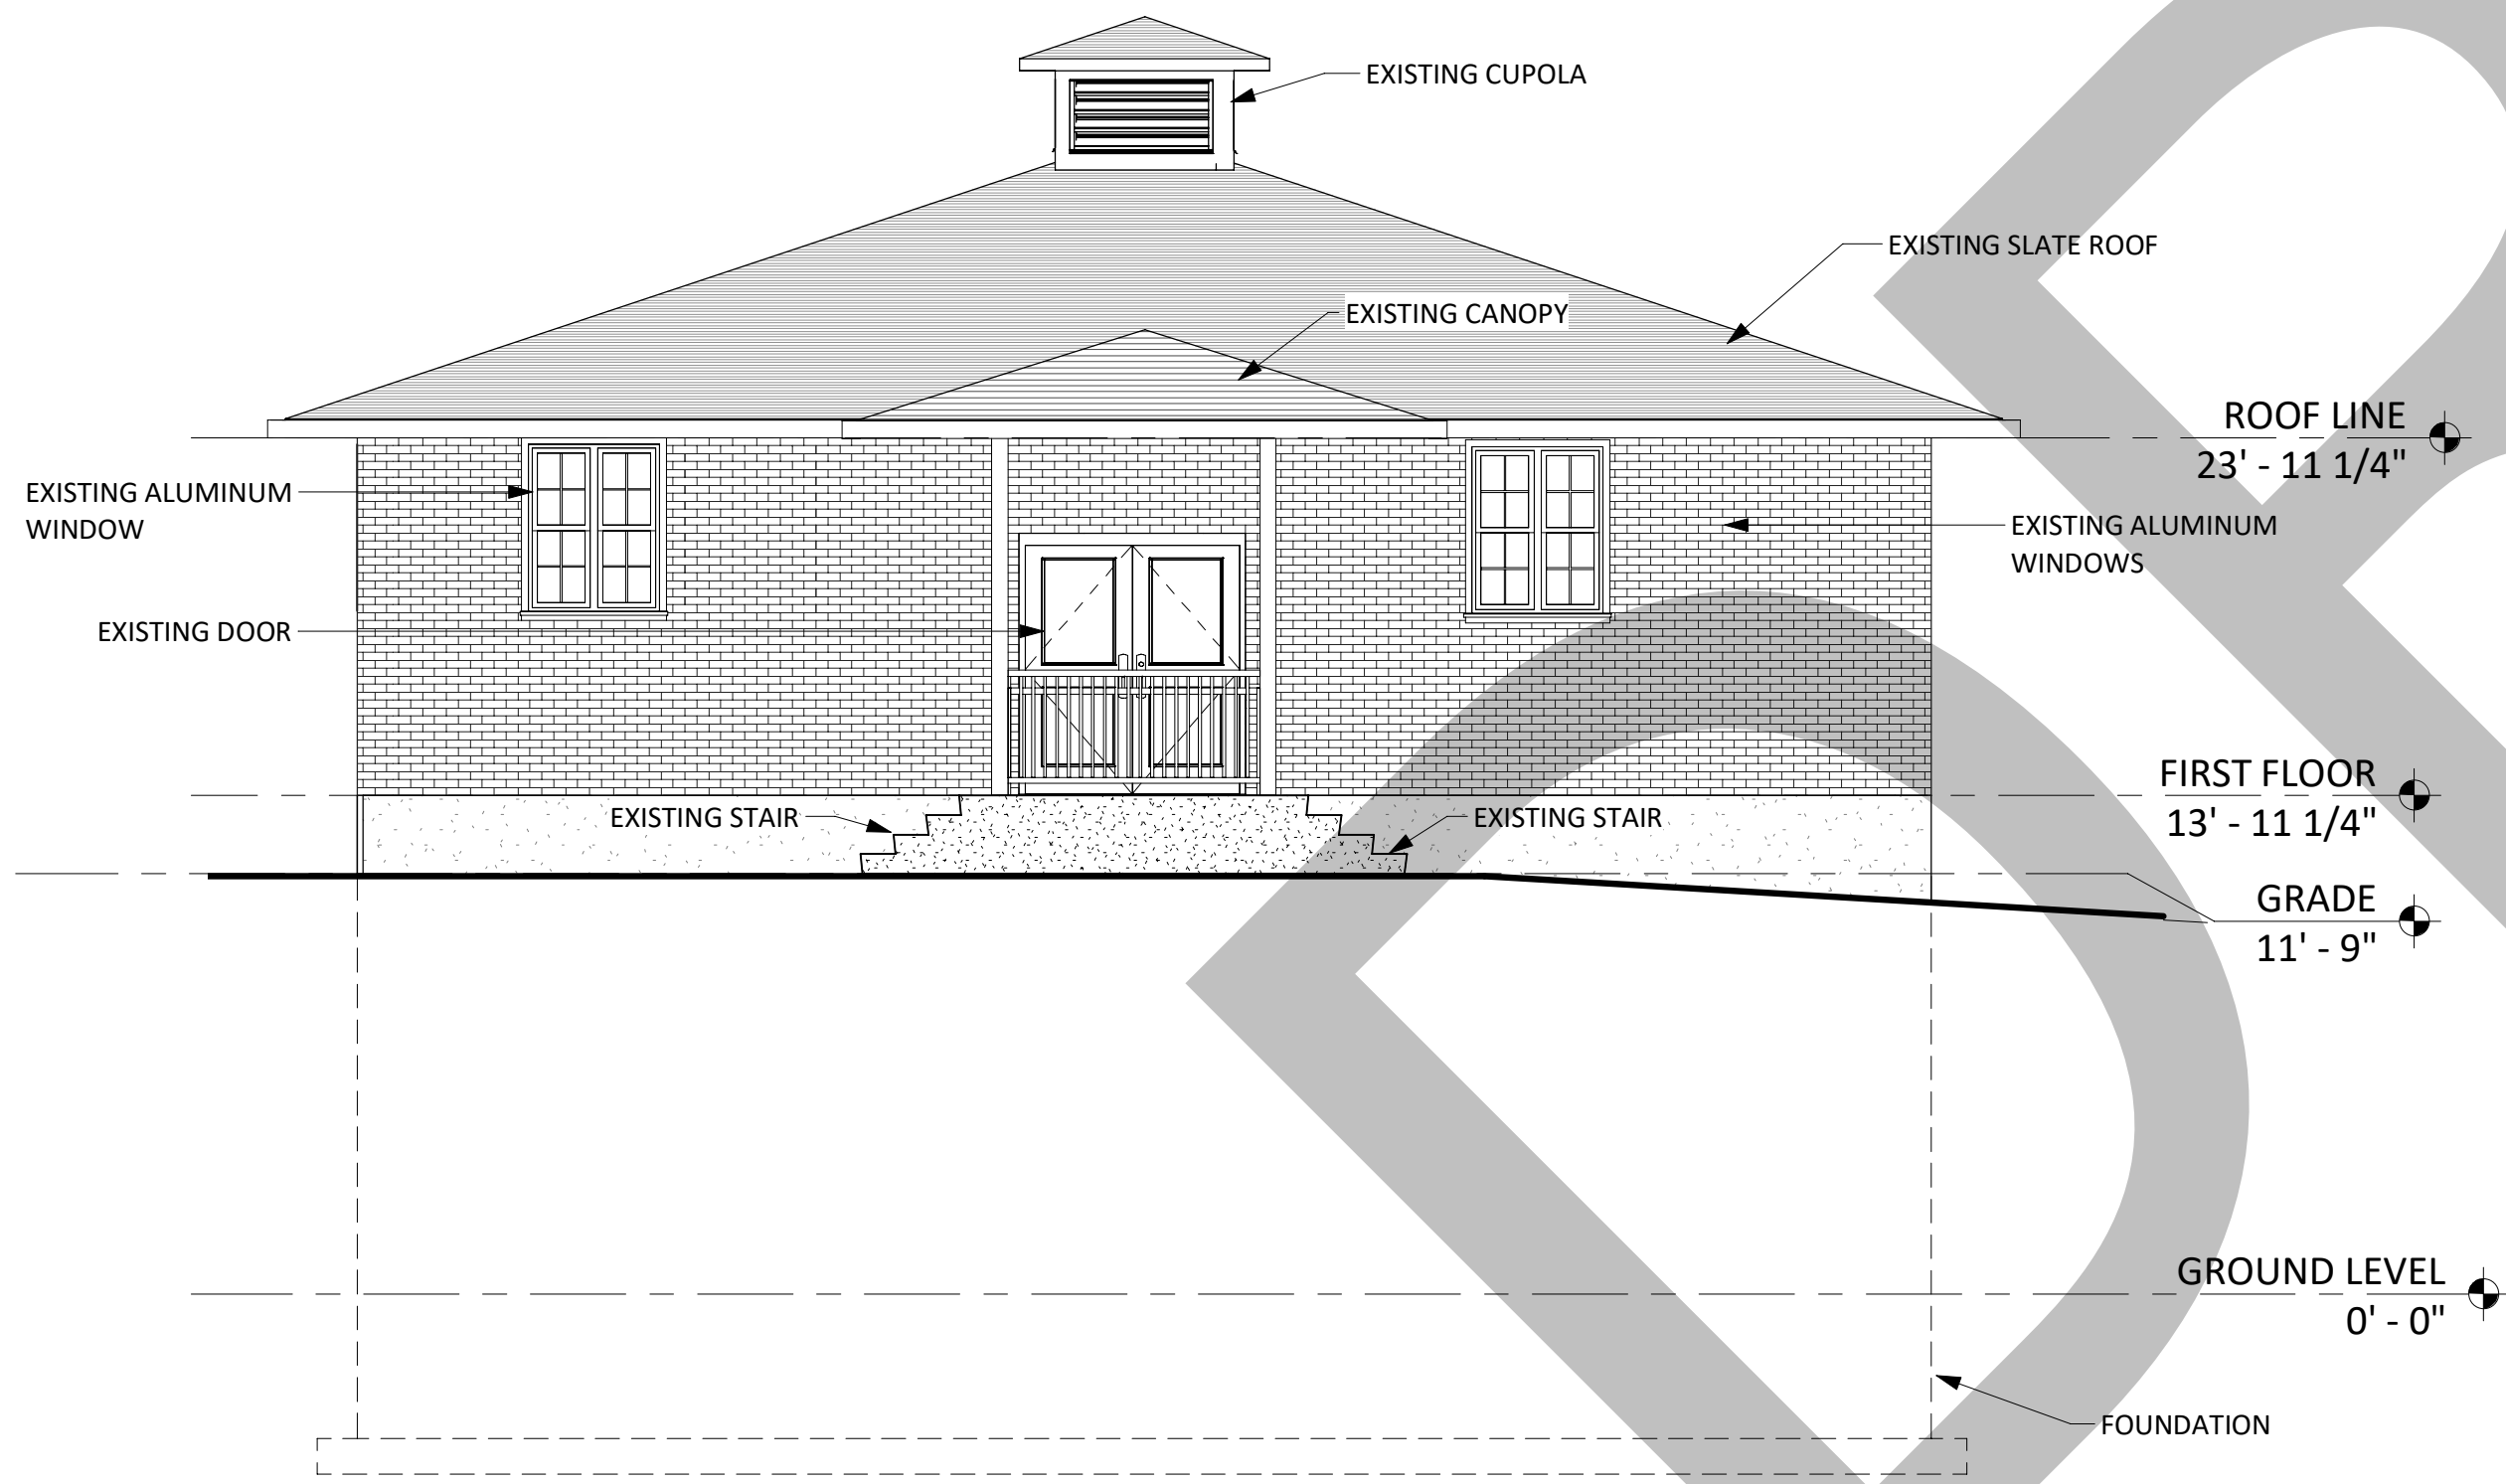 EXISTING CUPOLA
EXISTING SLATE ROOF
EXISTING CANOPY
ROOF LINE
23' - 11 1/4"
EXISTING ALUMINUM
WINDOW
EXISTING ALUMINUM
WINDOWS
EXISTING DOOR
FIRST FLOOR
13' - 11 1/4"
EXISTING STAIR
EXISTING STAIR
GRADE
11' - 9"
GROUND LEVEL
0' - 0"
FOUNDATION